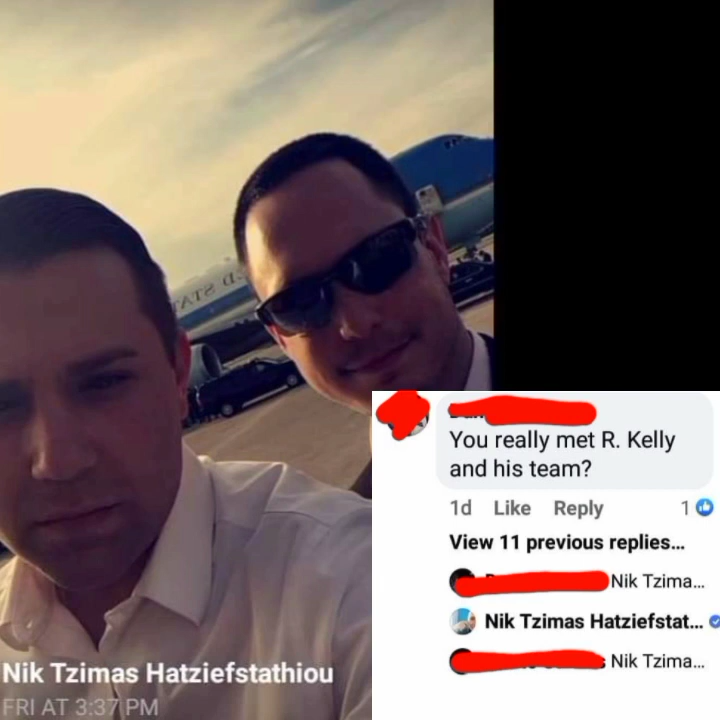 D STAT
Nik Tzimas Hatziefstathiou
FRI AT 3:37 PM
You really met R. Kelly
and his team?
1d Like Reply 1
View 11 previous replies...
Nik Tzima...
Nik Tzimas Hatziefstat...
Nik Tzima...